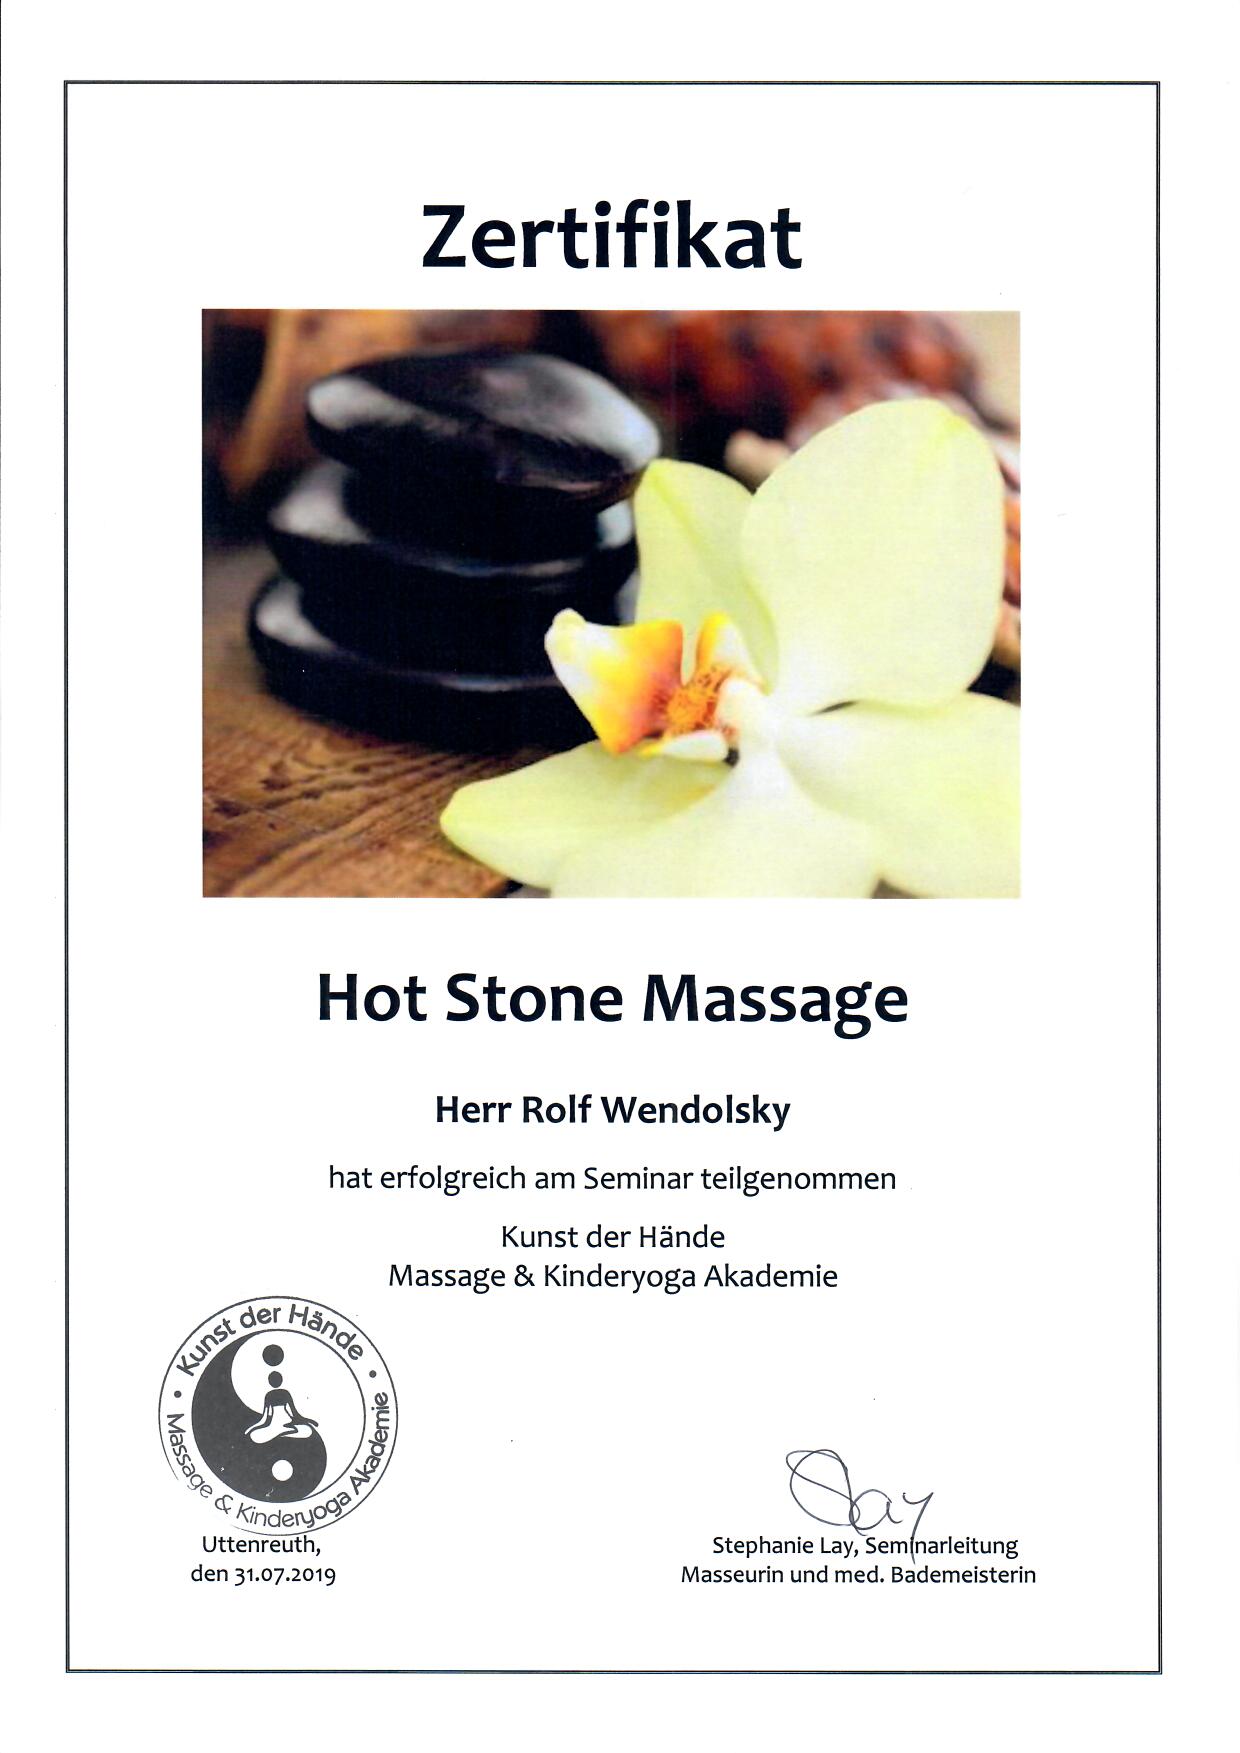 Zertifikat
Hot Stone Massage
Herr Rolf Wendolsky
hat erfolgreich am Seminar teilgenommen
Kunst der Hände
Massage & Kinderyoga Akademie
• Kunst der Hände •
Massage & Kinderyoga Akademie
Uttenreuth,
den 31.07.2019
Lay
Stephanie Lay, Seminarleitung
Masseurin und med. Bademeisterin